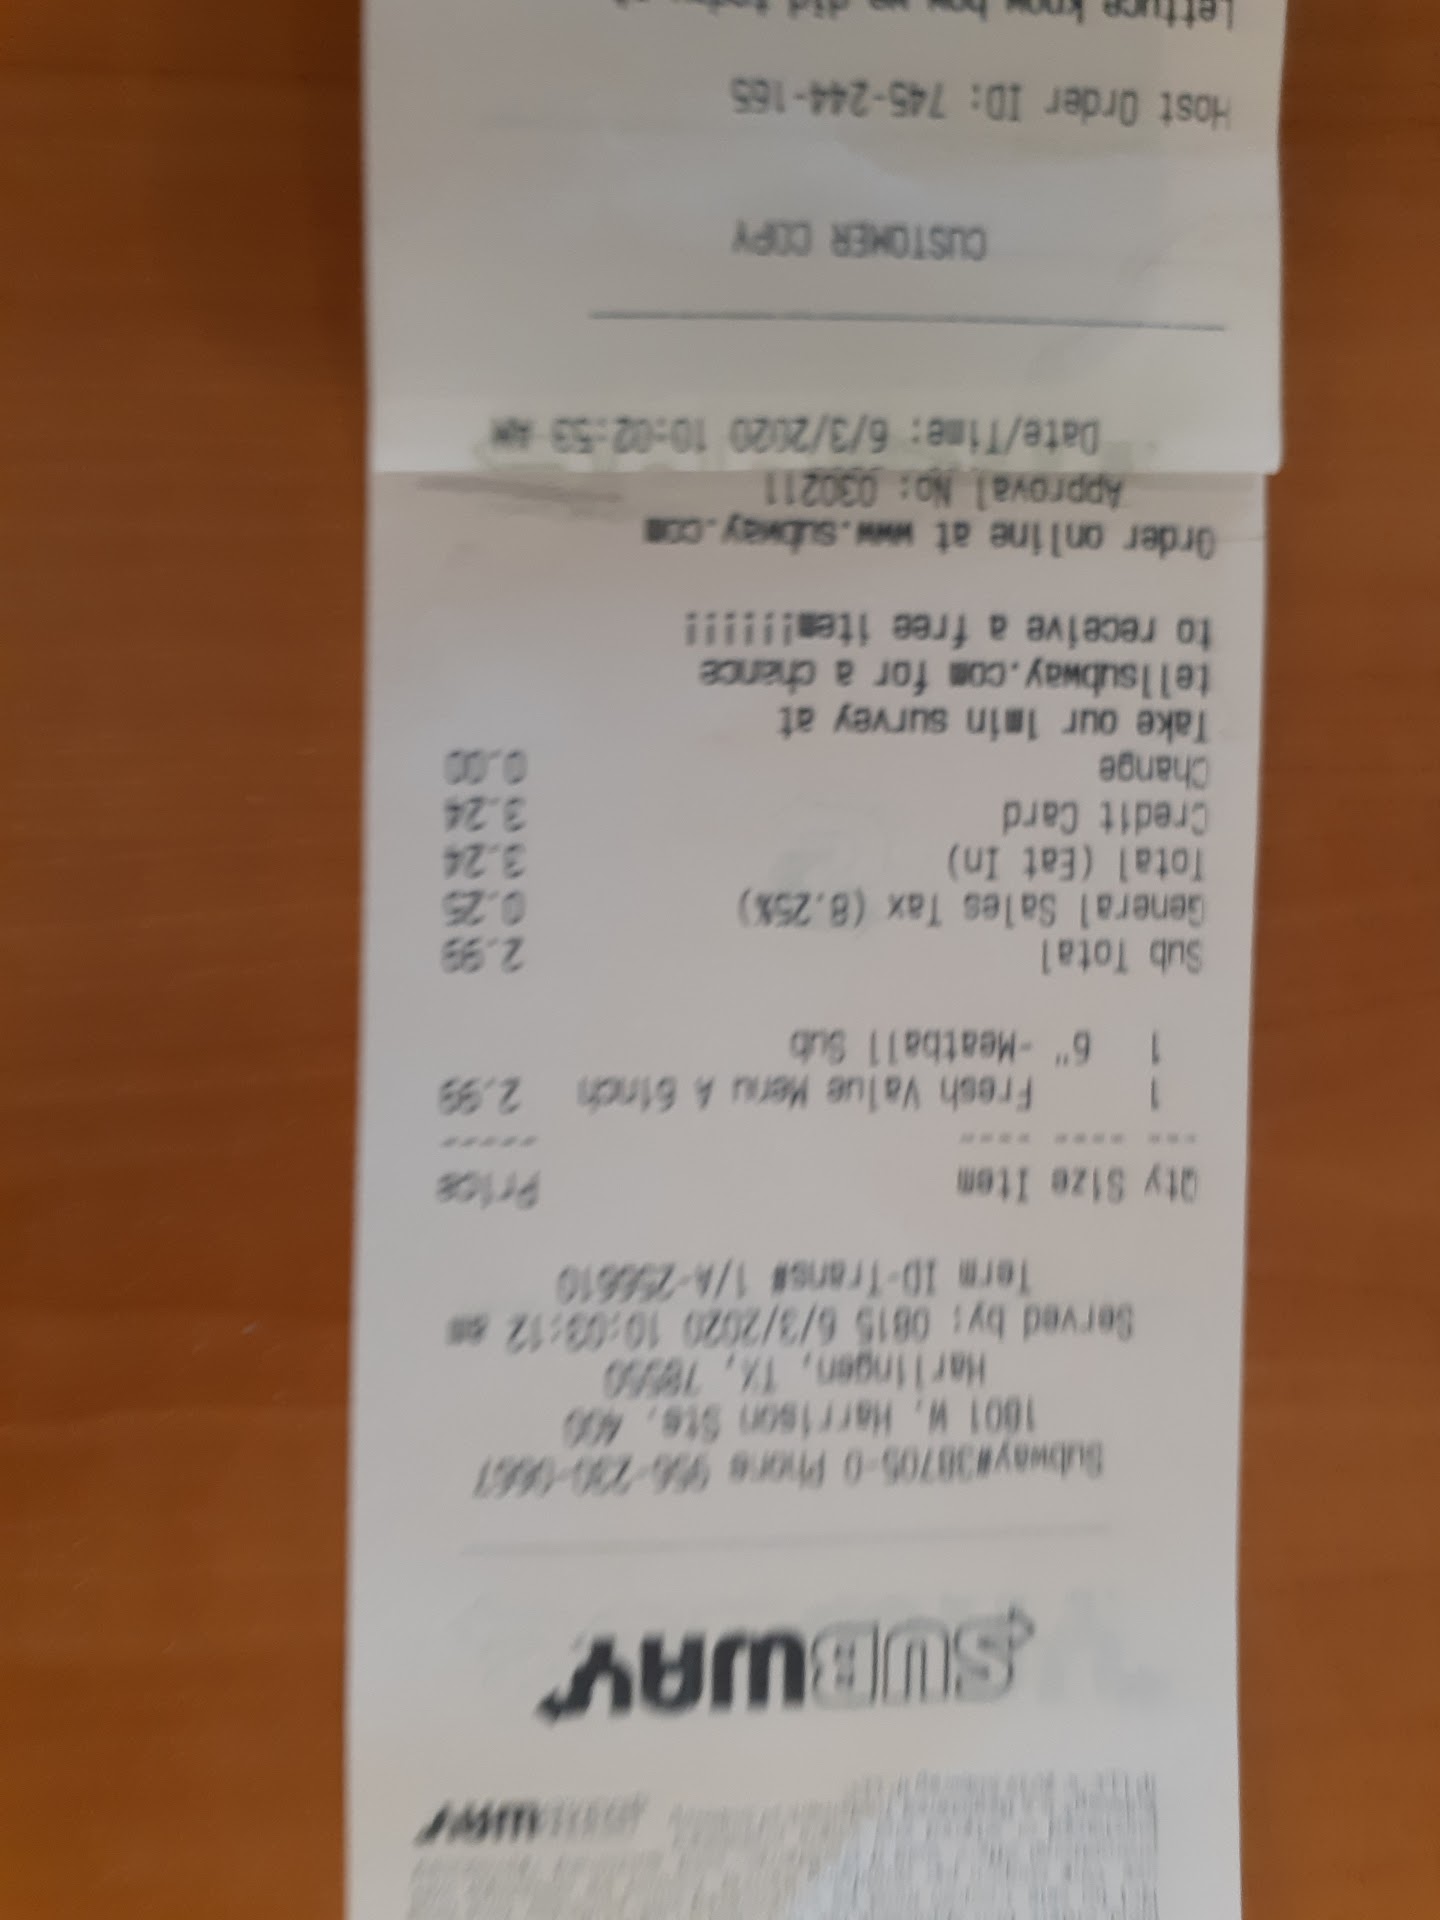 SUBWAY
Subway#38705-0 Phone 956-230-0667
1801 W. Harrison Ste. 400
Harlingen, TX, 78550
Served by: 0815 6/3/2020 10:03:12 am
Term ID-Trans# 1/A-256610
Qty Size Item Price
--- ---- ---- -----
1 Fresh Value Menu A 6inch 2.99
1 6" -Meatball Sub
Sub Total 2.99
General Sales Tax (8.25%) 0.25
Total (Eat In) 3.24
Credit Card 3.24
Change 0.00
Take our 1min survey at
tellsubway.com for a chance
to receive a free item!!!!!!
Order online at www.subway.com
Approval No: 030211
Date/Time: 6/3/2020 10:02:53 AM
CUSTOMER COPY
Host Order ID: 745-244-165
Lettuce know how we did today at